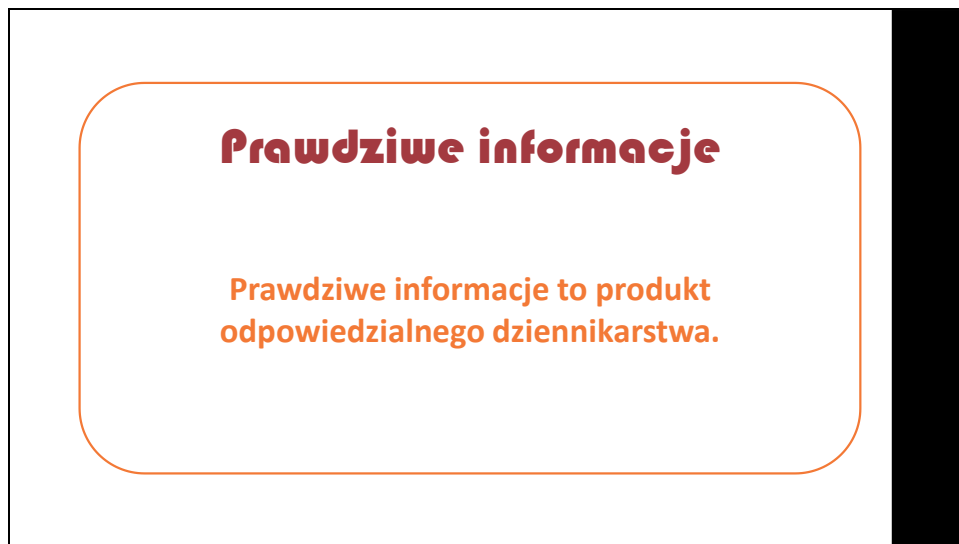 Prawdziwe informacje
Prawdziwe informacje to produkt
odpowiedzialnego dziennikarstwa.